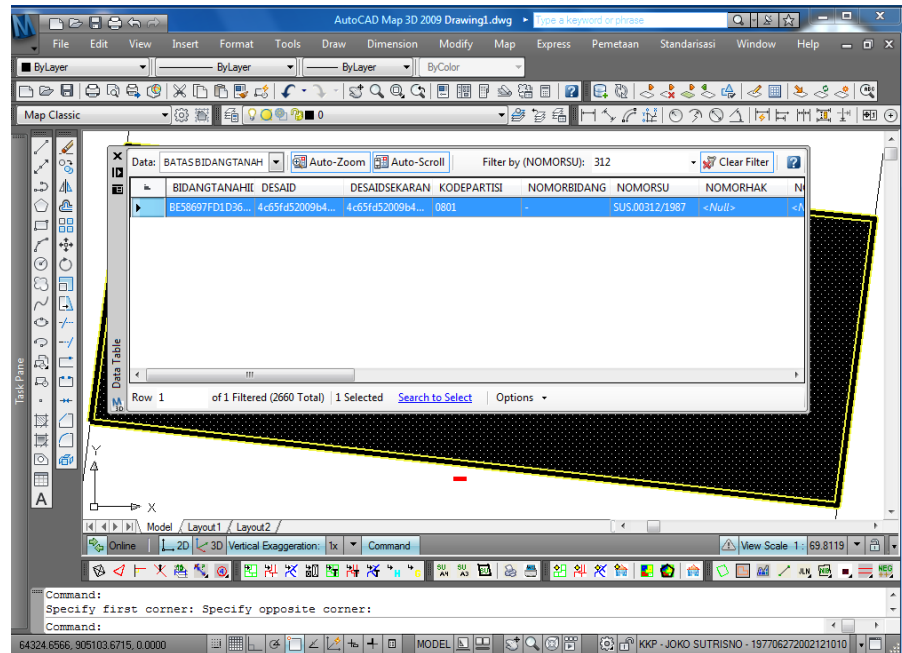 AutoCAD Map 3D 2009 Drawing1.dwg Type a keyword or phrase
File Edit View Insert Format Tools Draw Dimension Modify Map Express Pemetaan Standarisasi Window Help
ByLayer ByLayer ByLayer ByColor
Map Classic 0
Data: BATASBIDANGTANAH Auto-Zoom Auto-Scroll Filter by (NOMORSU): 312 Clear Filter
BIDANGTANAHII DESAID DESAIDSEKARAN KODEPARTISI NOMORBIDANG NOMORSU NOMORHAK N
BE58697FD1D36... 4c65fd52009b4... 4c65fd52009b4... 0801 - SUS.00312/1987 <Null> <N
Data Table
Task Pane
Row 1 of 1 Filtered (2660 Total) 1 Selected Search to Select Options
Y
X
A
Model Layout1 Layout2
Online 2D 3D Vertical Exaggeration: 1x Command View Scale 1 : 69.8119
Command:
Specify first corner: Specify opposite corner:
Command:
64324.6566, 905103.6715, 0.0000 MODEL KKP - JOKO SUTRISNO - 197706272002121010